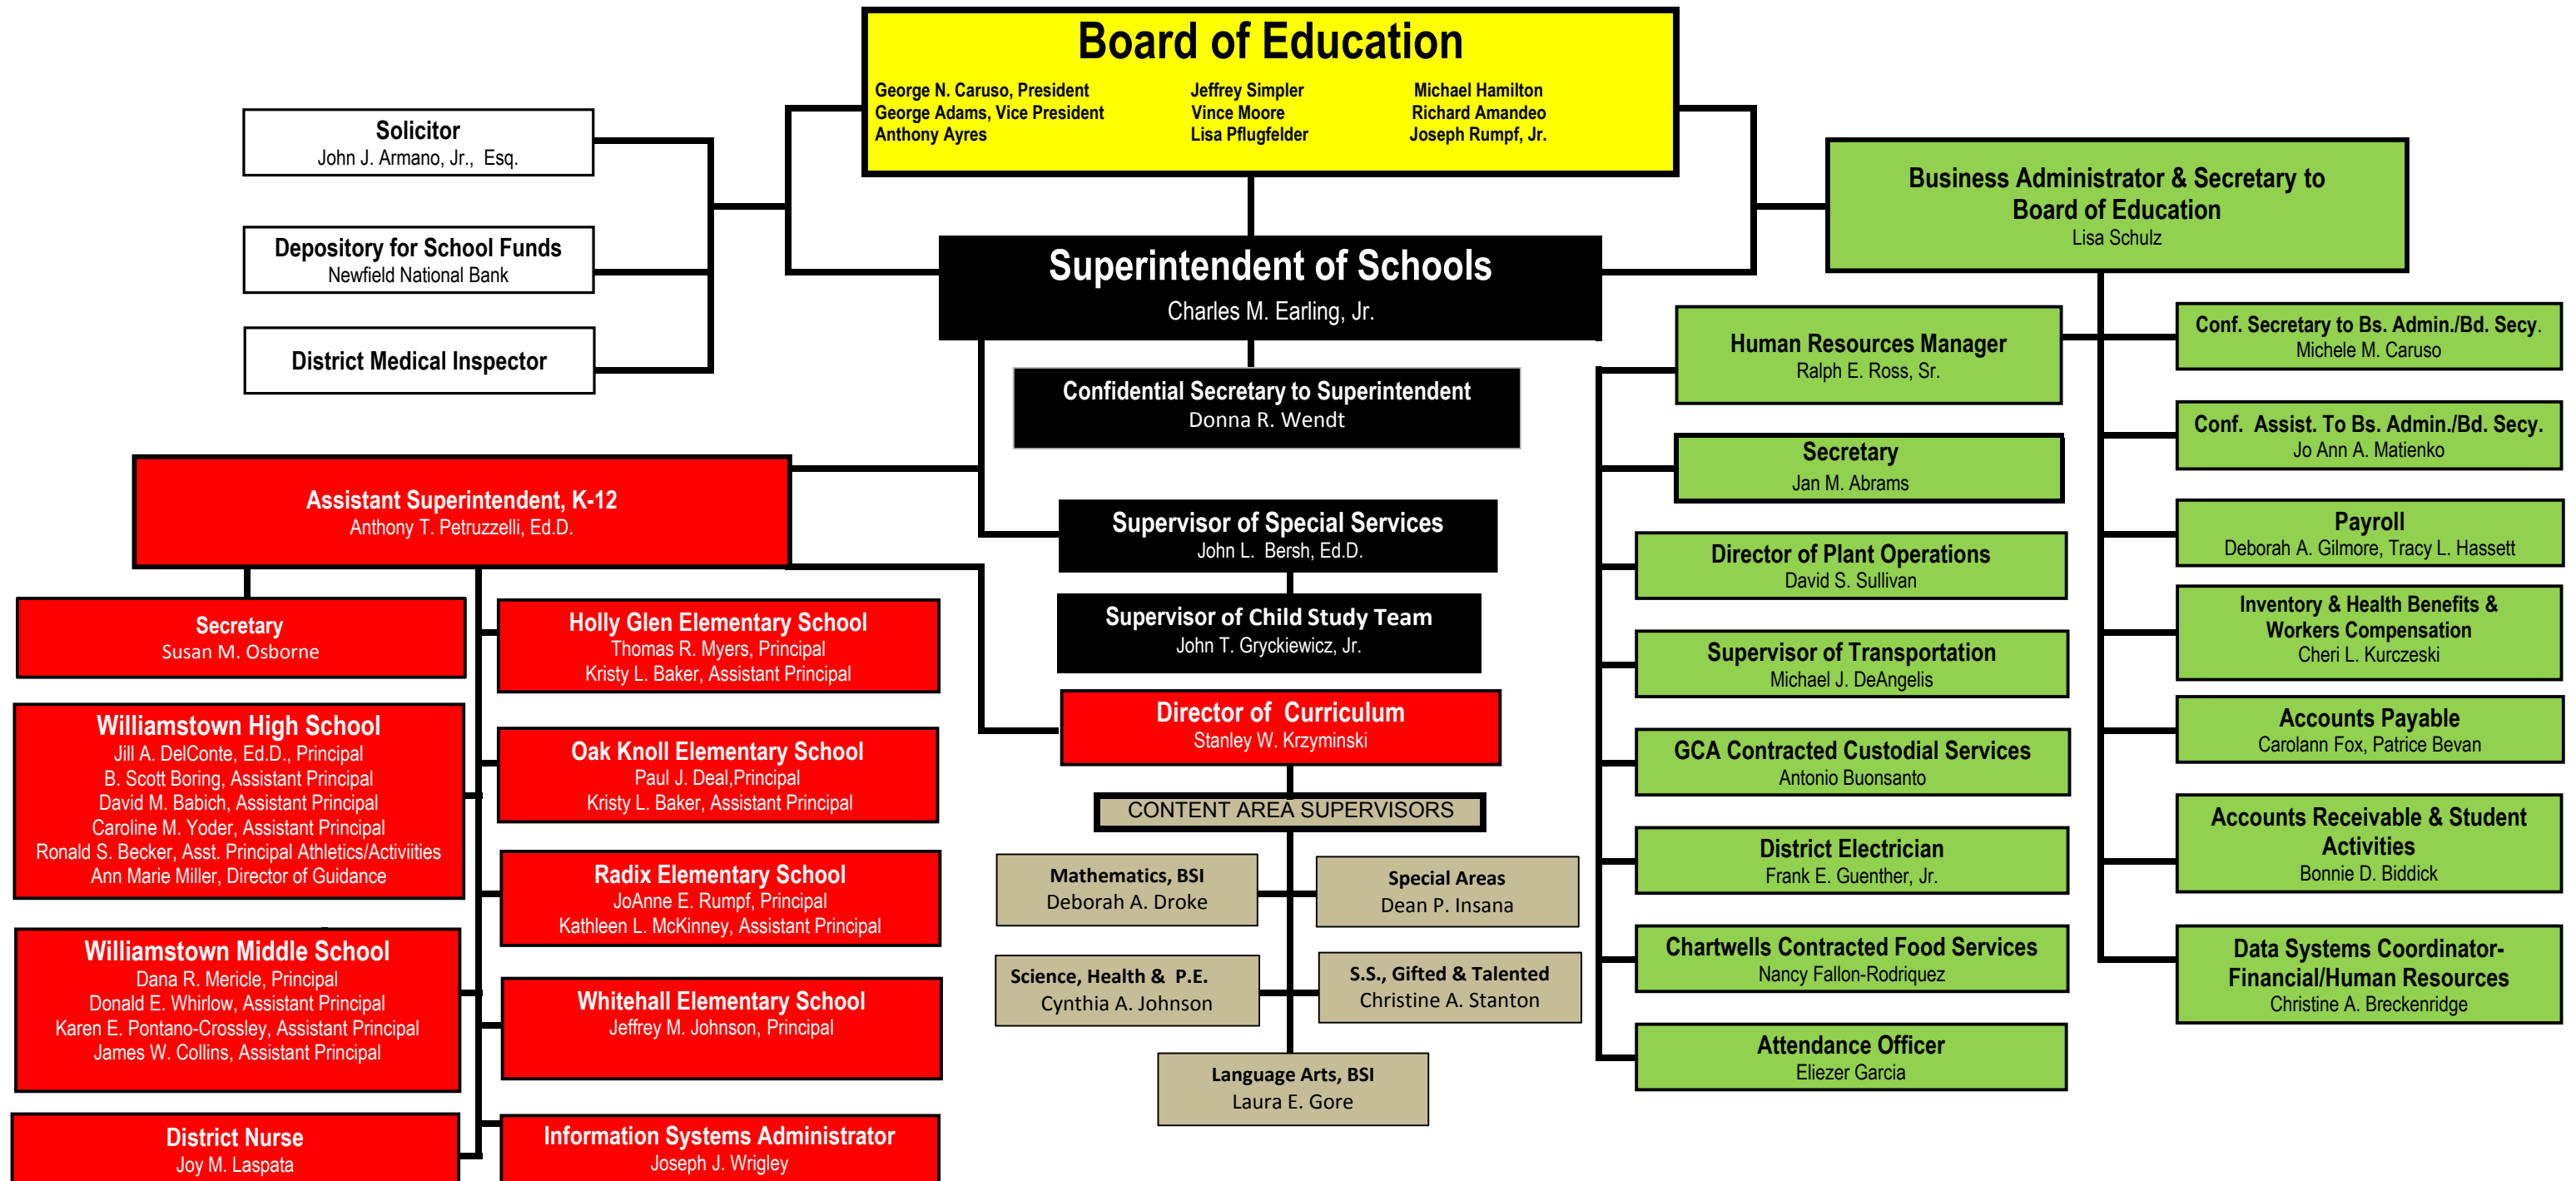 Board of Education
George N. Caruso, President
George Adams, Vice President
Anthony Ayres
Jeffrey Simpler
Vince Moore
Lisa Pflugfelder
Michael Hamilton
Richard Amandeo
Joseph Rumpf, Jr.
Solicitor
John J. Armano, Jr., Esq.
Depository for School Funds
Newfield National Bank
District Medical Inspector
Superintendent of Schools
Charles M. Earling, Jr.
Business Administrator & Secretary to
Board of Education
Lisa Schulz
Confidential Secretary to Superintendent
Donna R. Wendt
Assistant Superintendent, K-12
Anthony T. Petruzzelli, Ed.D.
Supervisor of Special Services
John L. Bersh, Ed.D.
Supervisor of Child Study Team
John T. Gryckiewicz, Jr.
Director of Curriculum
Stanley W. Krzyminski
CONTENT AREA SUPERVISORS
Mathematics, BSI
Deborah A. Droke
Special Areas
Dean P. Insana
Science, Health & P.E.
Cynthia A. Johnson
S.S., Gifted & Talented
Christine A. Stanton
Language Arts, BSI
Laura E. Gore
Secretary
Susan M. Osborne
Williamstown High School
Jill A. DelConte, Ed.D., Principal
B. Scott Boring, Assistant Principal
David M. Babich, Assistant Principal
Caroline M. Yoder, Assistant Principal
Ronald S. Becker, Asst. Principal Athletics/Activiities
Ann Marie Miller, Director of Guidance
Williamstown Middle School
Dana R. Mericle, Principal
Donald E. Whirlow, Assistant Principal
Karen E. Pontano-Crossley, Assistant Principal
James W. Collins, Assistant Principal
District Nurse
Joy M. Laspata
Holly Glen Elementary School
Thomas R. Myers, Principal
Kristy L. Baker, Assistant Principal
Oak Knoll Elementary School
Paul J. Deal,Principal
Kristy L. Baker, Assistant Principal
Radix Elementary School
JoAnne E. Rumpf, Principal
Kathleen L. McKinney, Assistant Principal
Whitehall Elementary School
Jeffrey M. Johnson, Principal
Information Systems Administrator
Joseph J. Wrigley
Human Resources Manager
Ralph E. Ross, Sr.
Secretary
Jan M. Abrams
Director of Plant Operations
David S. Sullivan
Supervisor of Transportation
Michael J. DeAngelis
GCA Contracted Custodial Services
Antonio Buonsanto
District Electrician
Frank E. Guenther, Jr.
Chartwells Contracted Food Services
Nancy Fallon-Rodriquez
Attendance Officer
Eliezer Garcia
Conf. Secretary to Bs. Admin./Bd. Secy.
Michele M. Caruso
Conf. Assist. To Bs. Admin./Bd. Secy.
Jo Ann A. Matienko
Payroll
Deborah A. Gilmore, Tracy L. Hassett
Inventory & Health Benefits &
Workers Compensation
Cheri L. Kurczeski
Accounts Payable
Carolann Fox, Patrice Bevan
Accounts Receivable & Student
Activities
Bonnie D. Biddick
Data Systems Coordinator-
Financial/Human Resources
Christine A. Breckenridge